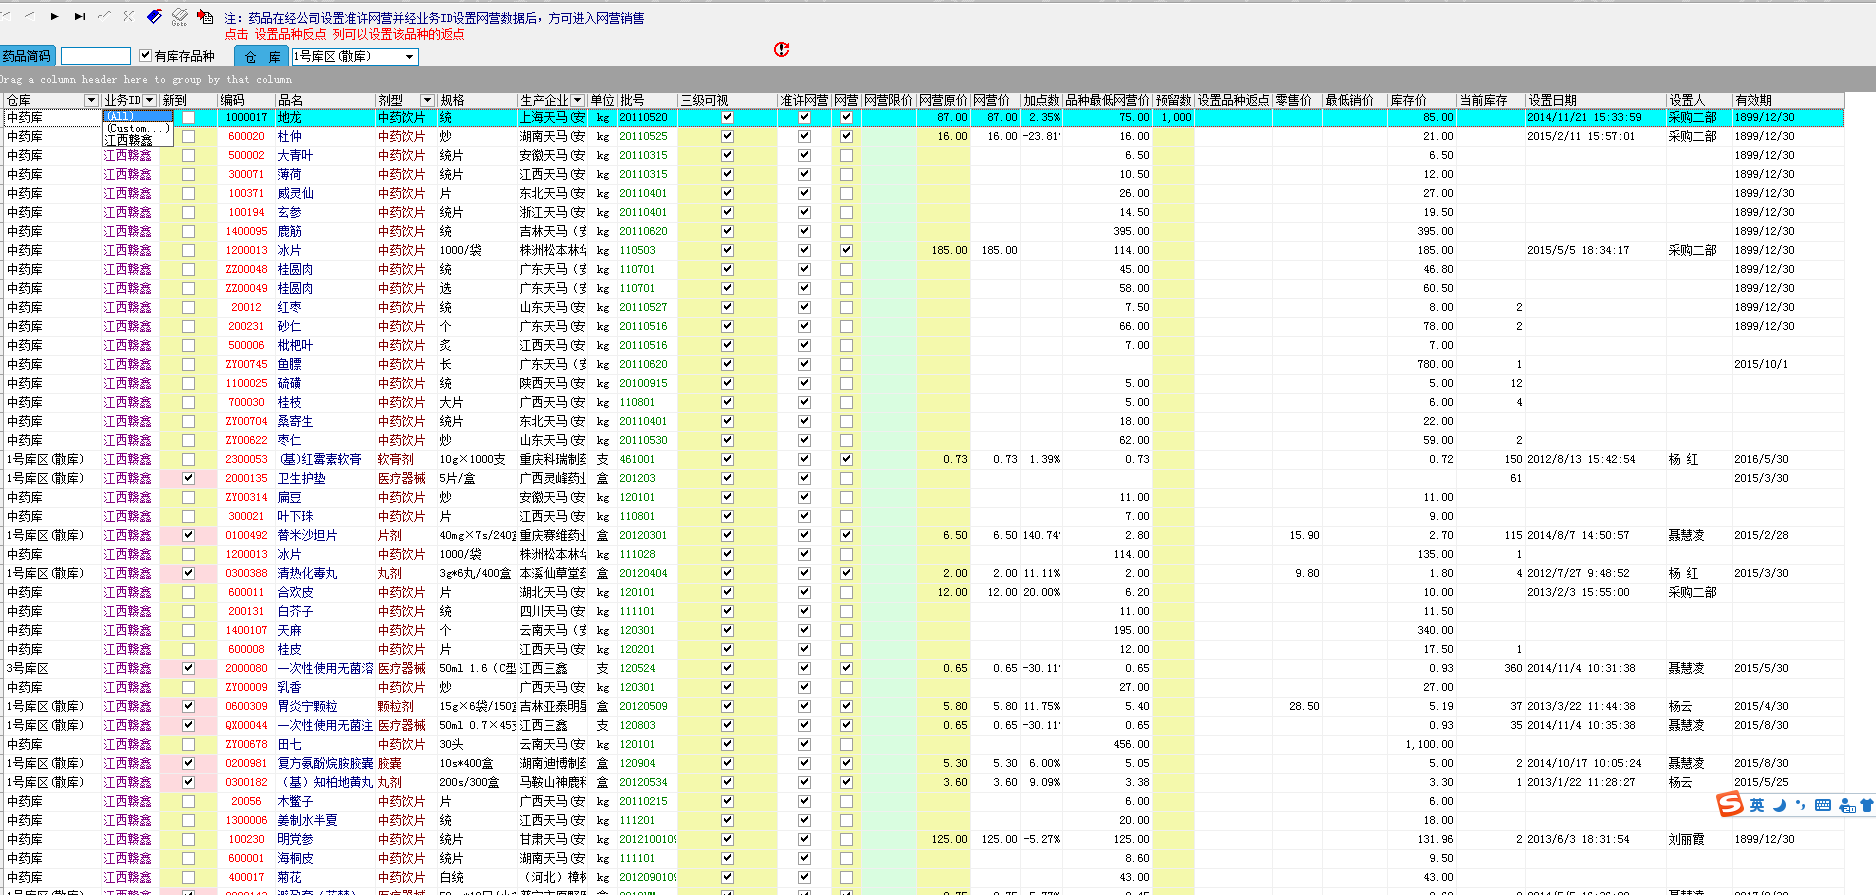 注：药品在经公司设置准许网营并经业务ID设置网营数据后，方可进入网营销售
点击 设置品种反点 列可以设置该品种的返点
药品简码 有库存品种 仓 库 1号库区(散库)
Drag a column header here to group by that column
仓库 业务ID 新到 编码 品名 剂型 规格 生产企业 单位 批号 三级可视 准许网营 网营 网营限价 网营原价 网营价 加点数 品种最低网营价 预留数 设置品种返点 零售价 最低销价 库存价 当前库存 设置日期 设置人 有效期
中药库 (All) 1000017 地龙 中药饮片 统 上海天马(安 kg 20110520 87.00 87.00 2.35% 75.00 1,000 85.00 2014/11/21 15:33:59 采购二部 1899/12/30
(Custom...)
江西赣鑫
中药库 600020 杜仲 中药饮片 炒 湖南天马(安 kg 20110525 16.00 16.00 -23.81 16.00 21.00 2015/2/11 15:57:01 采购二部 1899/12/30
中药库 江西赣鑫 500002 大青叶 中药饮片 统片 安徽天马(安 kg 20110315 6.50 6.50 1899/12/30
中药库 江西赣鑫 300071 薄荷 中药饮片 统片 江西天马(安 kg 20110315 10.50 12.00 1899/12/30
中药库 江西赣鑫 100371 威灵仙 中药饮片 片 东北天马(安 kg 20110401 26.00 27.00 1899/12/30
中药库 江西赣鑫 100194 玄参 中药饮片 统片 浙江天马(安 kg 20110401 14.50 19.50 1899/12/30
中药库 江西赣鑫 1400095 鹿筋 中药饮片 统 吉林天马（安 kg 20110620 395.00 395.00 1899/12/30
中药库 江西赣鑫 1200013 冰片 中药饮片 1000/袋 株洲松本林华 kg 110503 185.00 185.00 114.00 185.00 2015/5/5 18:34:17 采购二部 1899/12/30
中药库 江西赣鑫 ZZ00048 桂圆肉 中药饮片 统 广东天马（安 kg 110701 45.00 46.80 1899/12/30
中药库 江西赣鑫 ZZ00049 桂圆肉 中药饮片 选 广东天马（安 kg 110701 58.00 60.50 1899/12/30
中药库 江西赣鑫 20012 红枣 中药饮片 统 山东天马(安 kg 20110527 7.50 8.00 2 1899/12/30
中药库 江西赣鑫 200231 砂仁 中药饮片 个 广东天马(安 kg 20110516 66.00 78.00 2 1899/12/30
中药库 江西赣鑫 500006 枇杷叶 中药饮片 炙 江西天马(安 kg 20110516 7.00 7.00
中药库 江西赣鑫 ZY00745 鱼膘 中药饮片 长 广东天马（安 kg 20110620 780.00 1 2015/10/1
中药库 江西赣鑫 1100025 硫磺 中药饮片 统 陕西天马(安 kg 20100915 5.00 5.00 12
中药库 江西赣鑫 700030 桂枝 中药饮片 大片 广西天马(安 kg 110801 5.00 6.00 4
中药库 江西赣鑫 ZY00704 桑寄生 中药饮片 统片 东北天马(安 kg 20110401 18.00 22.00
中药库 江西赣鑫 ZY00622 枣仁 中药饮片 炒 山东天马(安 kg 20110530 62.00 59.00 2
1号库区(散库) 江西赣鑫 2300053 (基)红霉素软膏 软膏剂 10g×1000支 重庆科瑞制药 支 461001 0.73 0.73 1.39% 0.73 0.72 150 2012/8/13 15:42:54 杨 红 2016/5/30
1号库区(散库) 江西赣鑫 2000135 卫生护垫 医疗器械 5片/盒 广西灵峰药业 盒 201203 61 2015/3/30
中药库 江西赣鑫 ZY00314 扁豆 中药饮片 炒 安徽天马(安 kg 120101 11.00 11.00
中药库 江西赣鑫 300021 叶下珠 中药饮片 片 江西天马(安 kg 110801 7.00 9.00
1号库区(散库) 江西赣鑫 0100492 替米沙坦片 片剂 40mg×7s/240 重庆赛维药业 盒 20120301 6.50 6.50 140.74 2.80 15.90 2.70 115 2014/8/7 14:50:57 聂慧凌 2015/2/28
中药库 江西赣鑫 1200013 冰片 中药饮片 1000/袋 株洲松本林华 kg 111028 114.00 135.00 1
1号库区(散库) 江西赣鑫 0300388 清热化毒丸 丸剂 3g*6丸/400盒 本溪仙草堂药 盒 20120404 2.00 2.00 11.11% 2.00 9.80 1.80 4 2012/7/27 9:48:52 杨 红 2015/3/30
中药库 江西赣鑫 600011 合欢皮 中药饮片 片 湖北天马(安 kg 120101 12.00 12.00 20.00% 6.20 10.00 2013/2/3 15:55:00 采购二部
中药库 江西赣鑫 200131 白芥子 中药饮片 统 四川天马(安 kg 111101 11.00 11.50
中药库 江西赣鑫 1400107 天麻 中药饮片 个 云南天马（安 kg 120301 195.00 340.00
中药库 江西赣鑫 600008 桂皮 中药饮片 片 江西天马(安 kg 120201 12.00 17.50 1
3号库区 江西赣鑫 2000080 一次性使用无菌溶 医疗器械 50ml 1.6（C型 江西三鑫 支 120524 0.65 0.65 -30.11 0.65 0.93 360 2014/11/4 10:31:38 聂慧凌 2015/5/30
中药库 江西赣鑫 ZY00009 乳香 中药饮片 炒 广西天马(安 kg 120301 27.00 27.00
1号库区(散库) 江西赣鑫 0600309 胃炎宁颗粒 颗粒剂 15g×6袋/150 吉林亚泰明星 盒 20120509 5.80 5.80 11.75% 5.40 28.50 5.19 37 2013/3/22 11:44:38 杨云 2015/4/30
1号库区(散库) 江西赣鑫 QX00044 一次性使用无菌注 医疗器械 50ml 0.7×45 江西三鑫 支 120803 0.65 0.65 -30.11 0.65 0.93 35 2014/11/4 10:35:38 聂慧凌 2015/8/30
中药库 江西赣鑫 ZY00678 田七 中药饮片 30头 云南天马(安 kg 120101 456.00 1,100.00
1号库区(散库) 江西赣鑫 0200981 复方氨酚烷胺胶囊 胶囊 10s*400盒 湖南迪博制药 盒 120904 5.30 5.30 6.00% 5.05 5.00 2 2014/10/17 10:05:24 聂慧凌 2015/8/30
1号库区(散库) 江西赣鑫 0300182 （基）知柏地黄丸 丸剂 200s/300盒 马鞍山神鹿科 盒 20120534 3.60 3.60 9.09% 3.38 3.30 1 2013/1/22 11:28:27 杨云 2015/5/25
中药库 江西赣鑫 20056 木鳖子 中药饮片 片 广西天马(安 kg 20110215 6.00 6.00
中药库 江西赣鑫 1300006 姜制水半夏 中药饮片 统 江西天马(安 kg 111201 20.00 18.00
中药库 江西赣鑫 100230 明党参 中药饮片 统片 甘肃天马(安 kg 2012100109 125.00 125.00 -5.27% 125.00 131.96 2 2013/6/3 18:31:54 刘丽霞 1899/12/30
中药库 江西赣鑫 600001 海桐皮 中药饮片 统片 湖南天马(安 kg 111101 8.60 9.50
中药库 江西赣鑫 400017 菊花 中药饮片 白统 （河北）樟树 kg 2012090109 43.00 43.00
英